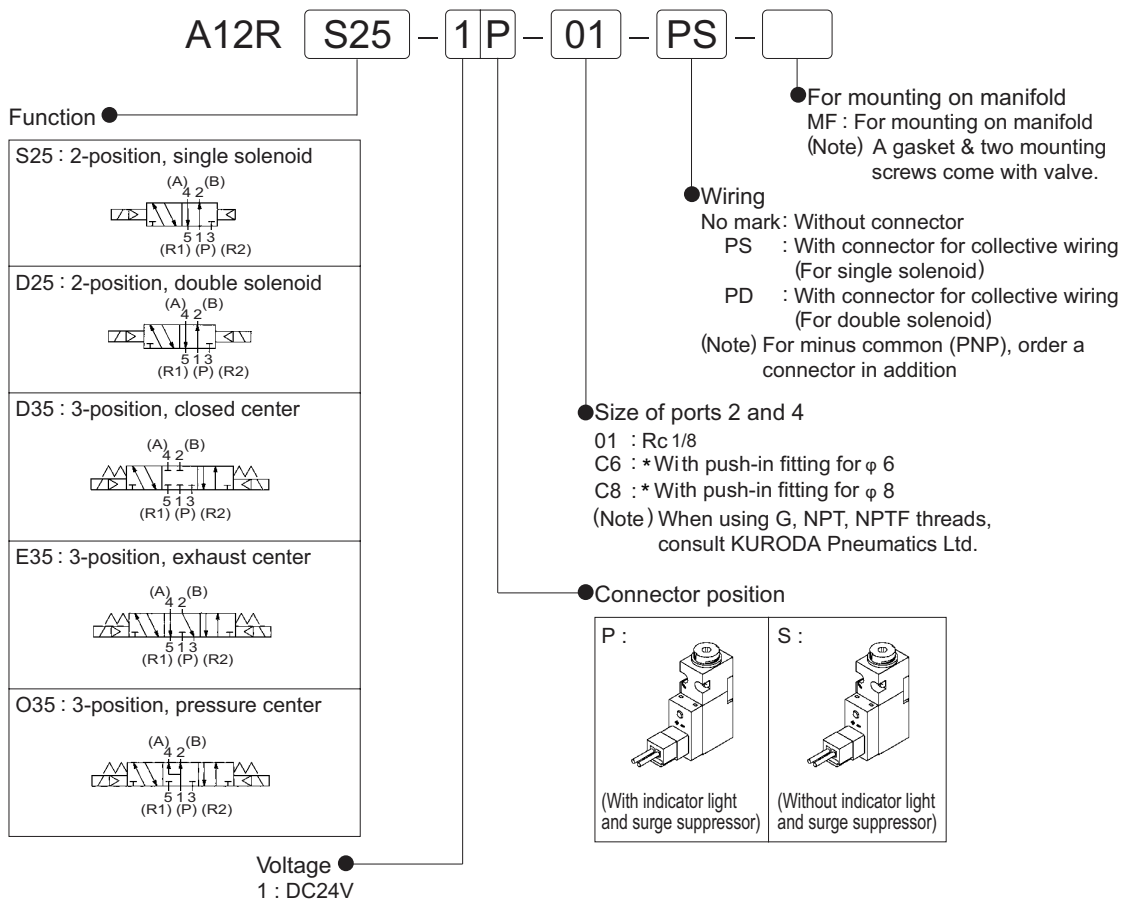 A12R S25 – 1 P – 01 – PS –
Function
S25 : 2-position, single solenoid
(A) (B)
4 2
5 1 3
(R1) (P) (R2)
D25 : 2-position, double solenoid
(A) (B)
4 2
5 1 3
(R1) (P) (R2)
D35 : 3-position, closed center
(A) (B)
4 2
5 1 3
(R1) (P) (R2)
E35 : 3-position, exhaust center
(A) (B)
4 2
5 1 3
(R1) (P) (R2)
O35 : 3-position, pressure center
(A) (B)
4 2
5 1 3
(R1) (P) (R2)
Voltage
1 : DC24V
For mounting on manifold
MF : For mounting on manifold
(Note) A gasket & two mounting
screws come with valve.
Wiring
No mark : Without connector
PS : With connector for collective wiring
(For single solenoid)
PD : With connector for collective wiring
(For double solenoid)
(Note) For minus common (PNP), order a
connector in addition
Size of ports 2 and 4
01 : Rc 1/8
C6 : * With push-in fitting for φ 6
C8 : * With push-in fitting for φ 8
(Note) When using G, NPT, NPTF threads,
consult KURODA Pneumatics Ltd.
Connector position
P :
(With indicator light
and surge suppressor)
S :
(Without indicator light
and surge suppressor)